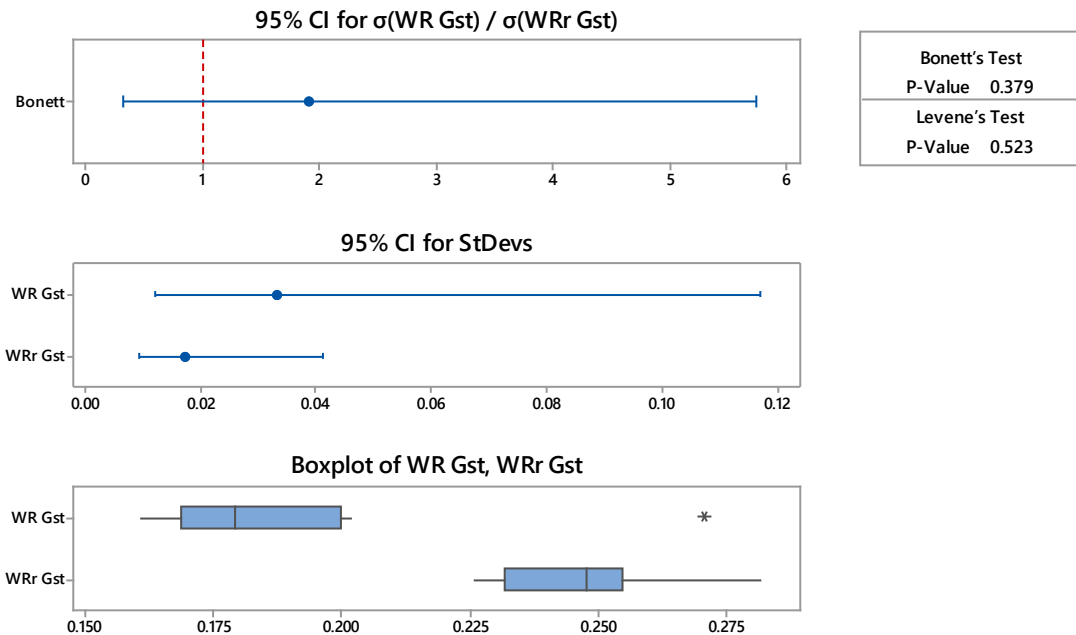 95% CI for σ(WR Gst) / σ(WRr Gst)
Bonett
0 1 2 3 4 5 6
Bonett's Test
P-Value 0.379
Levene's Test
P-Value 0.523
95% CI for StDevs
WR Gst
WRr Gst
0.00 0.02 0.04 0.06 0.08 0.10 0.12
Boxplot of WR Gst, WRr Gst
WR Gst
WRr Gst
0.150 0.175 0.200 0.225 0.250 0.275